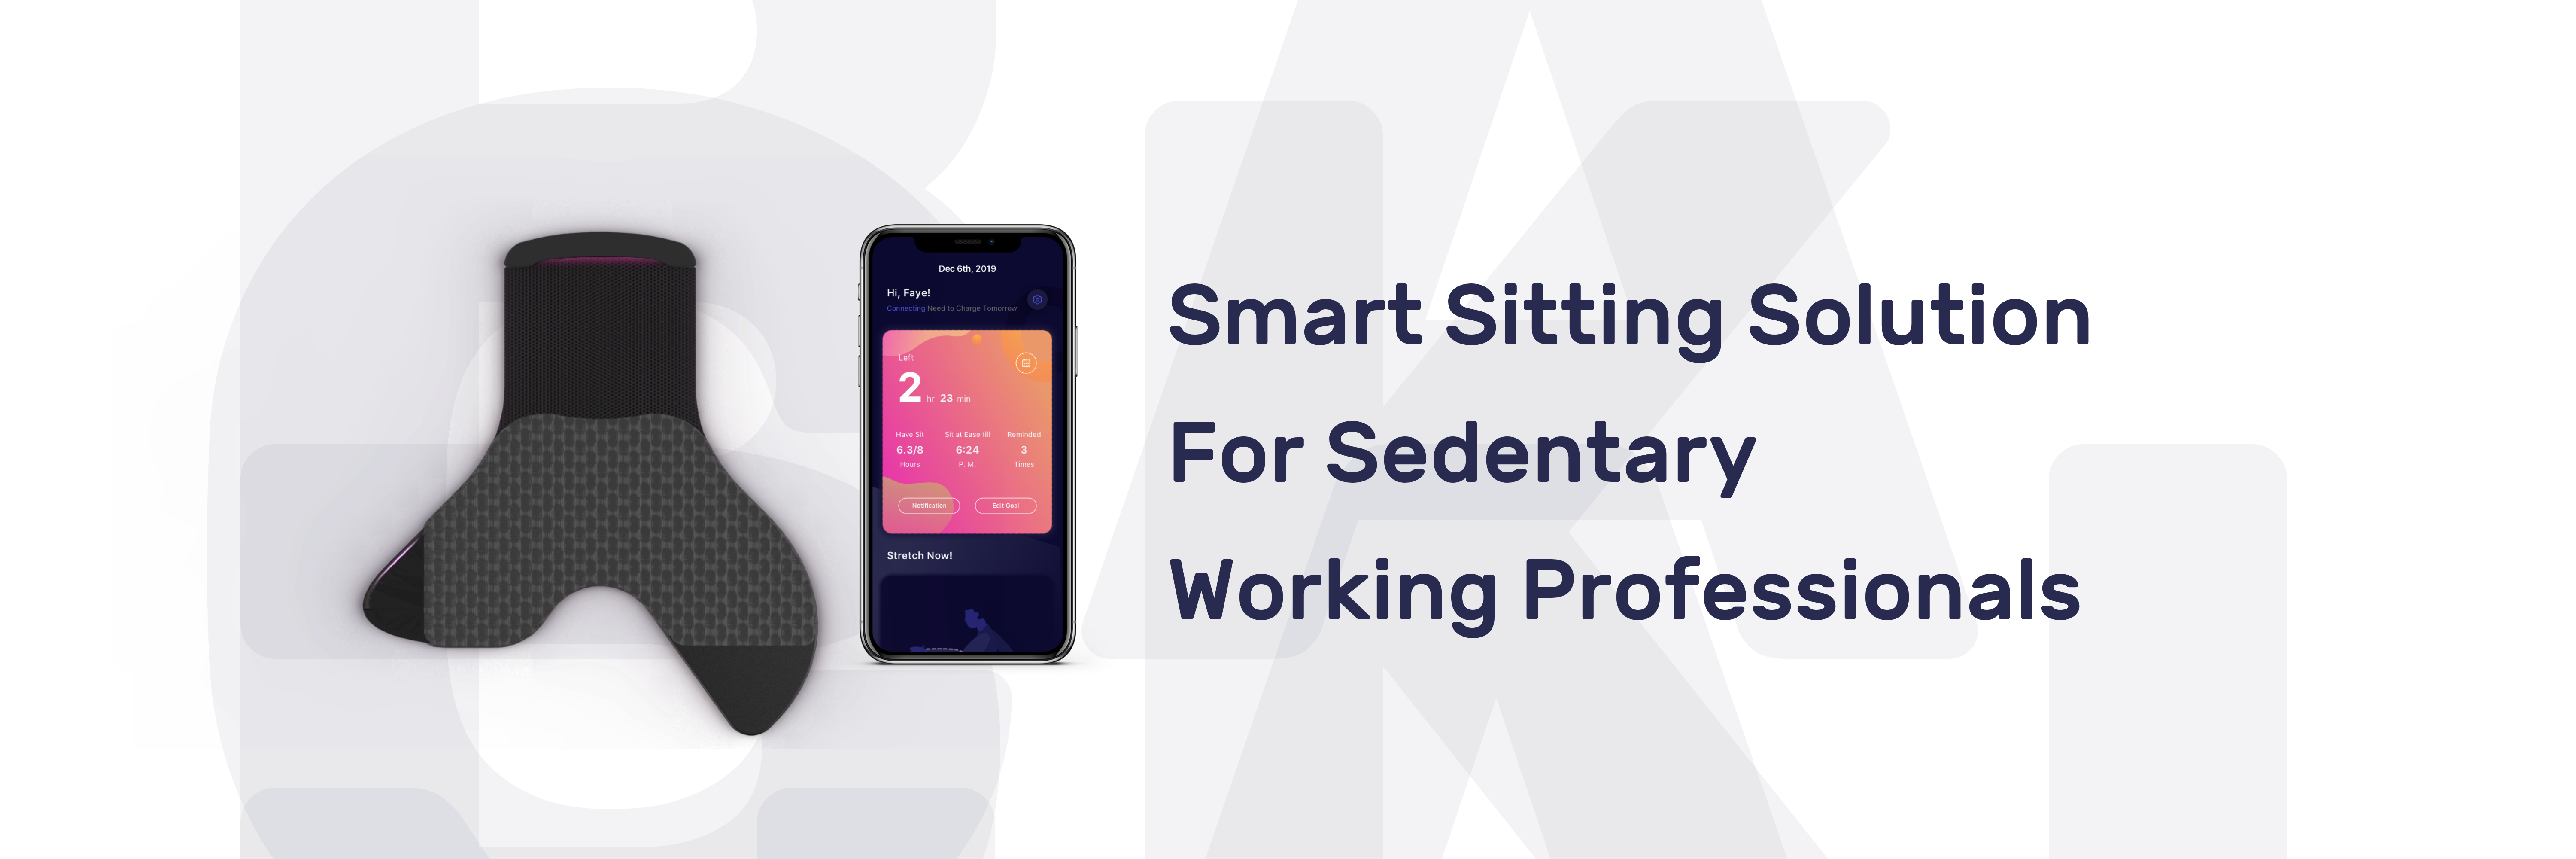 Dec 6th, 2019
Hi, Faye!
Connecting Need to Charge Tomorrow
Left
2 hr 23 min
Have Sit Sit at Ease till Reminded
6.3/8 6:24 3
Hours P. M. Times
Notification Edit Goal
Stretch Now!
Smart Sitting Solution
For Sedentary
Working Professionals